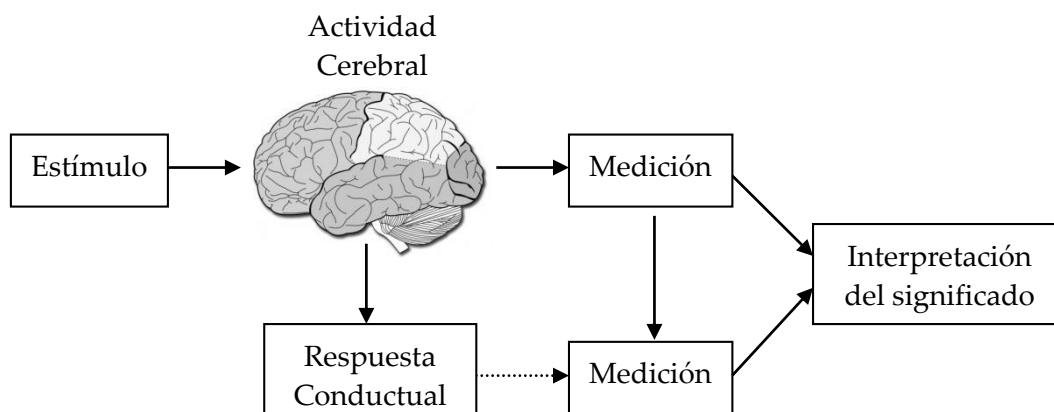 Actividad
Cerebral
Estímulo
Medición
Interpretación
del significado
Respuesta
Conductual
Medición